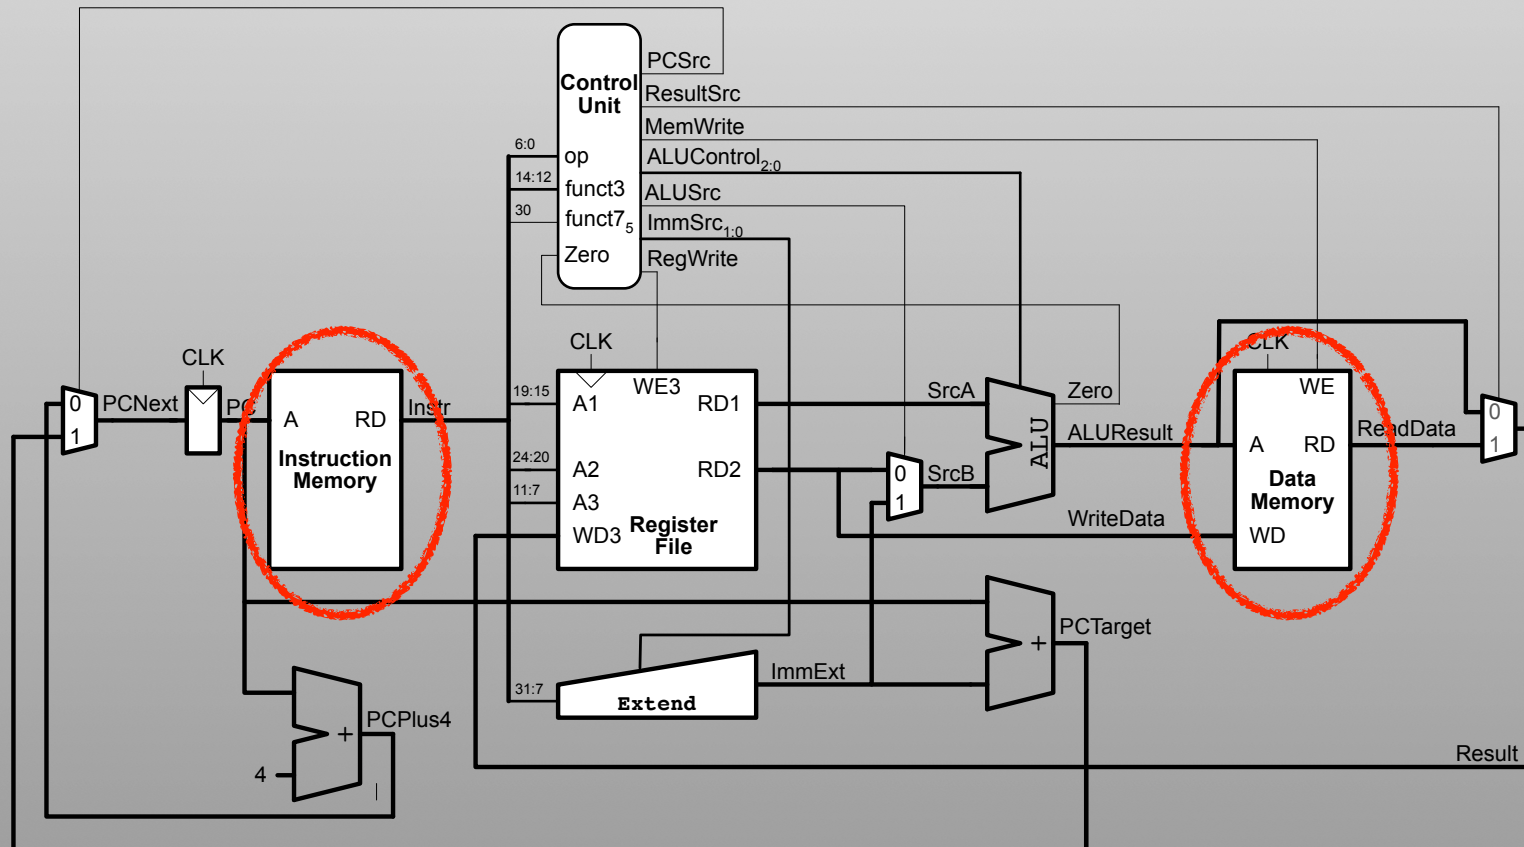 PCSrc
Control
Unit
ResultSrc
MemWrite
6:0
op
ALUControl2:0
14:12
funct3
ALUSrc
30
funct75
ImmSrc1:0
Zero
RegWrite
CLK
CLK
CLK
0
1
PCNext
PC
A
RD
Instr
Instruction
Memory
19:15
A1
WE3
RD1
24:20
A2
RD2
11:7
A3
WD3
Register
File
SrcA
0
1
SrcB
ALU
Zero
ALUResult
WriteData
WE
A
RD
Data
Memory
WD
ReadData
0
1
+
PCTarget
31:7
Extend
ImmExt
+
PCPlus4
4
Result